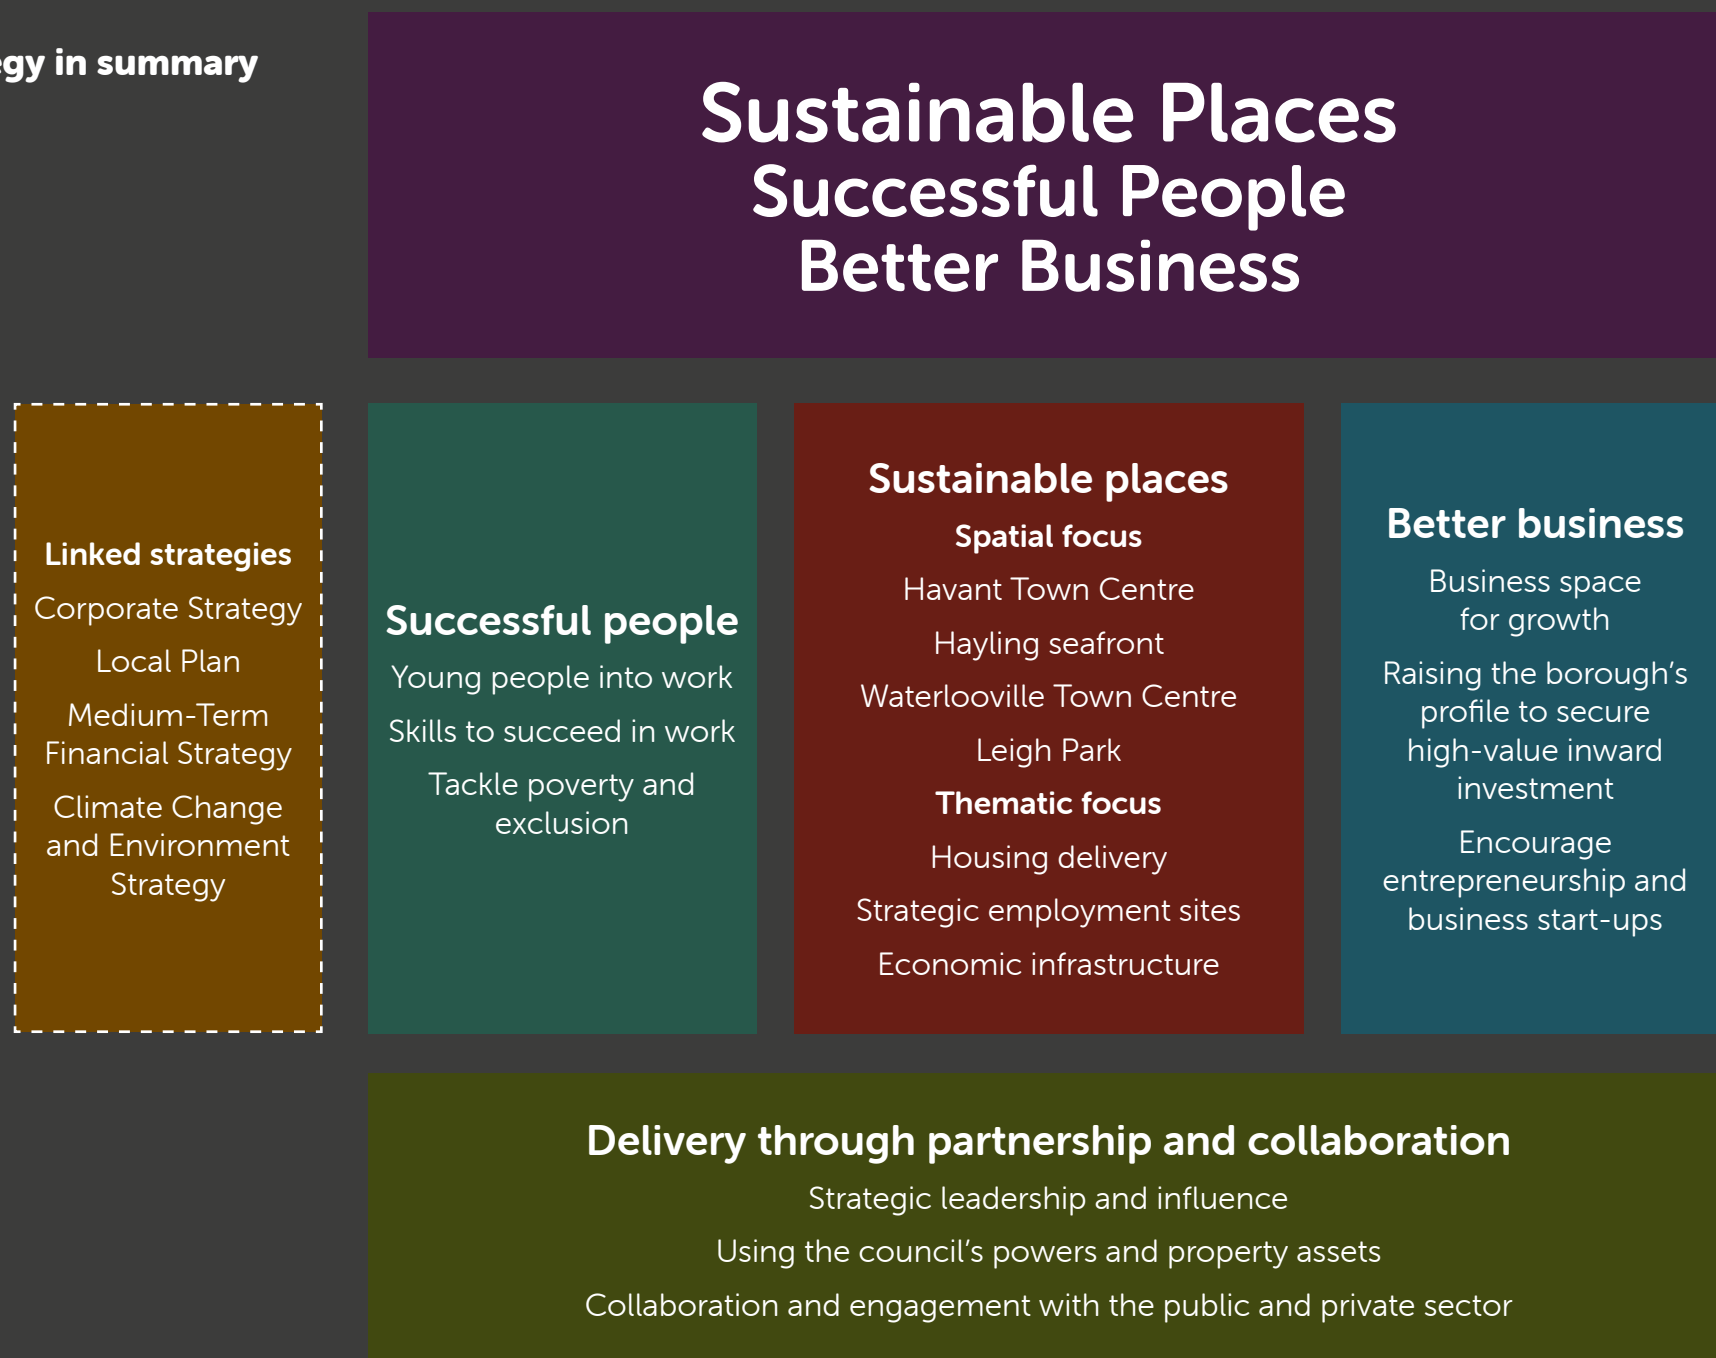 gy in summary
Sustainable Places
Successful People
Better Business
Linked strategies
Corporate Strategy
Local Plan
Medium-Term
Financial Strategy
Climate Change
and Environment
Strategy
Successful people
Young people into work
Skills to succeed in work
Tackle poverty and
exclusion
Sustainable places
Spatial focus
Havant Town Centre
Hayling seafront
Waterlooville Town Centre
Leigh Park
Thematic focus
Housing delivery
Strategic employment sites
Economic infrastructure
Better business
Business space
for growth
Raising the borough’s
profile to secure
high-value inward
investment
Encourage
entrepreneurship and
business start-ups
Delivery through partnership and collaboration
Strategic leadership and influence
Using the council’s powers and property assets
Collaboration and engagement with the public and private sector